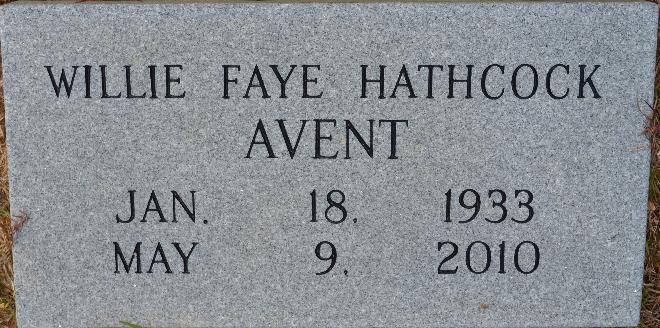 WILLIE FAYE HATHCOCK
AVENT
JAN. 18. 1933
MAY 9. 2010